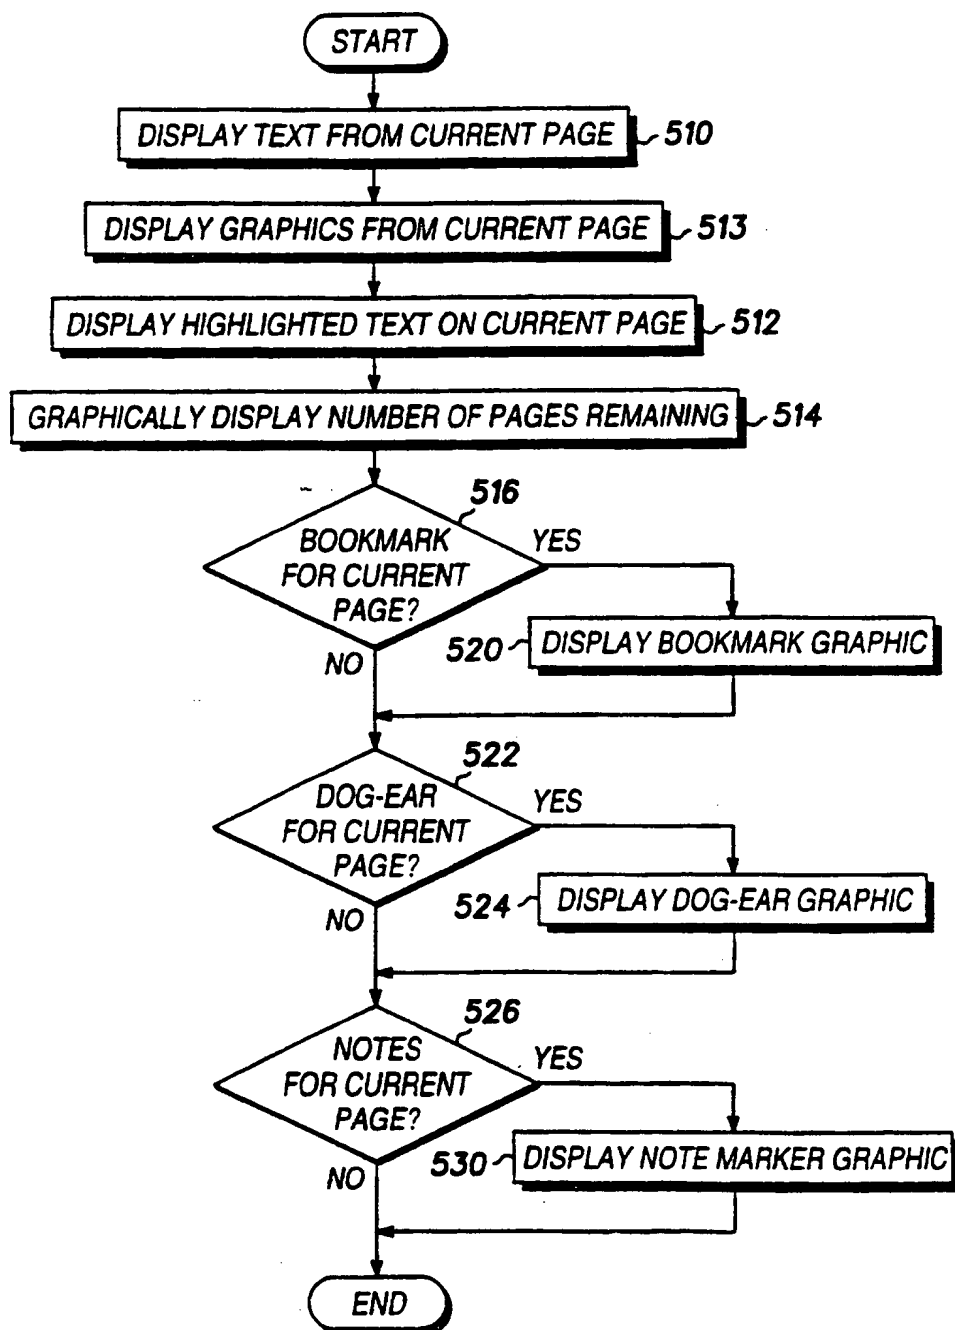 START
DISPLAY TEXT FROM CURRENT PAGE
510
DISPLAY GRAPHICS FROM CURRENT PAGE
513
DISPLAY HIGHLIGHTED TEXT ON CURRENT PAGE
512
GRAPHICALLY DISPLAY NUMBER OF PAGES REMAINING
514
516
BOOKMARK
FOR CURRENT
PAGE?
YES
NO
520
DISPLAY BOOKMARK GRAPHIC
522
DOG-EAR
FOR CURRENT
PAGE?
YES
NO
524
DISPLAY DOG-EAR GRAPHIC
526
NOTES
FOR CURRENT
PAGE?
YES
NO
530
DISPLAY NOTE MARKER GRAPHIC
END